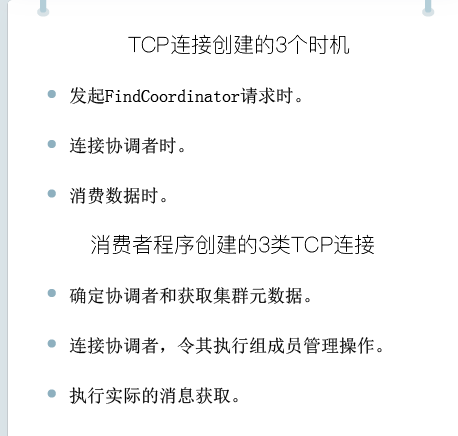 TCP连接创建的3个时机
发起FindCoordinator请求时。
连接协调者时。
消费数据时。
消费者程序创建的3类TCP连接
确定协调者和获取集群元数据。
连接协调者，令其执行组成员管理操作。
执行实际的消息获取。